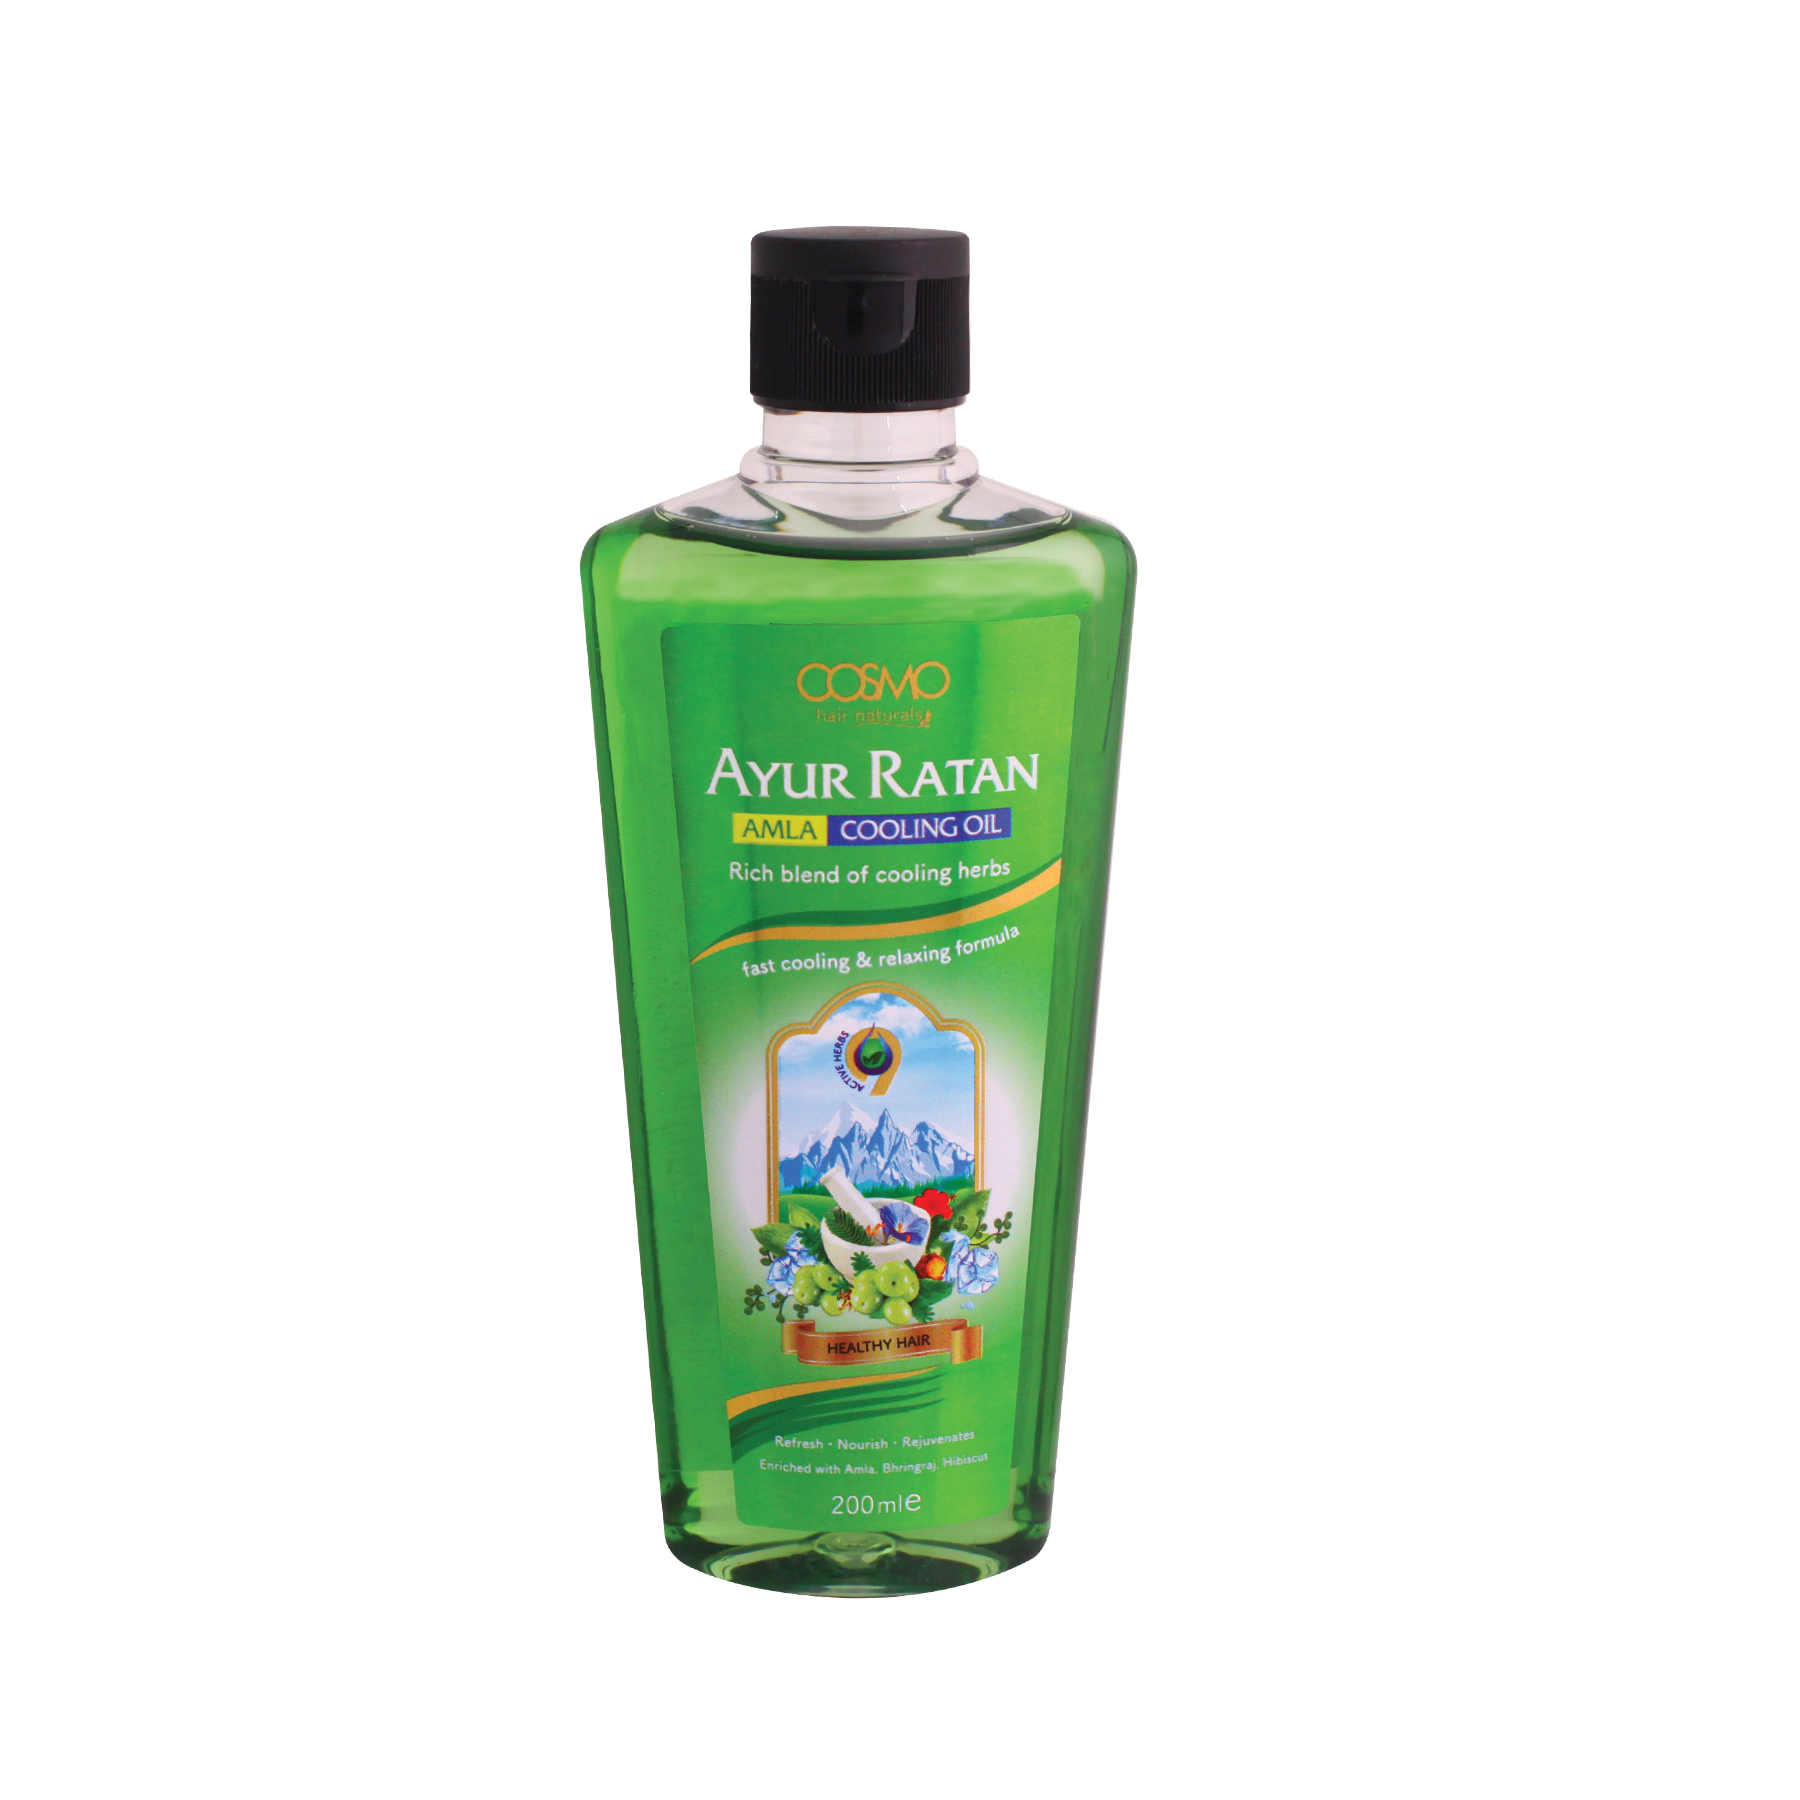 COSMO
hair naturals
AYUR RATAN
AMLA COOLING OIL
Rich blend of cooling herbs
fast cooling & relaxing formula
9 ACTIVE HERBS
HEALTHY HAIR
Refresh • Nourish • Rejuvenates
Enriched with Amla, Bhringraj, Hibiscus
200ml℮